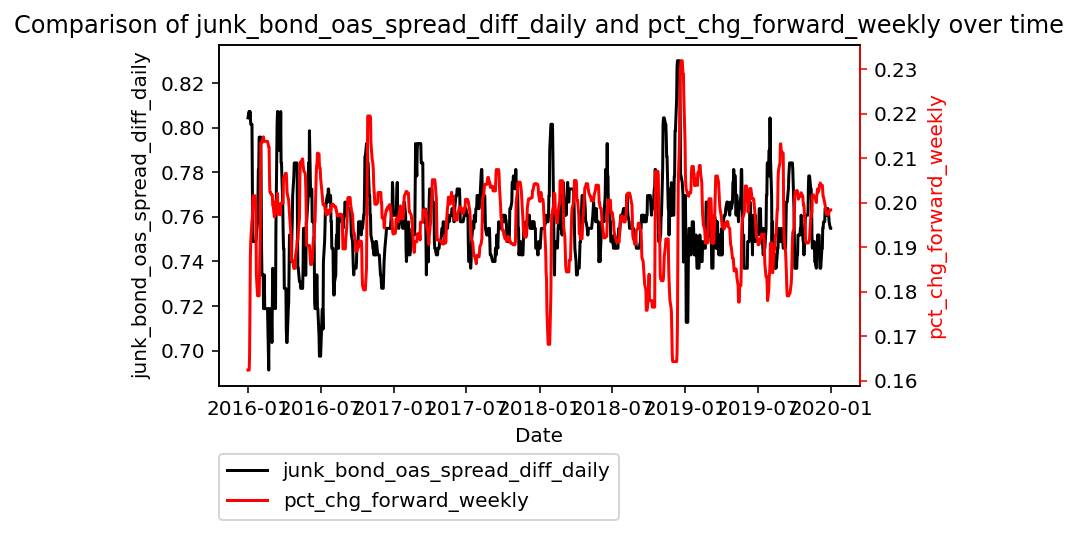 Comparison of junk_bond_oas_spread_diff_daily and pct_chg_forward_weekly over time
junk_bond_oas_spread_diff_daily
0.82
0.80
0.78
0.76
0.74
0.72
0.70
0.23
0.22
0.21
0.20
0.19
0.18
0.17
0.16
pct_chg_forward_weekly
2016-01 2016-07 2017-01 2017-07 2018-01 2018-07 2019-01 2019-07 2020-01
Date
junk_bond_oas_spread_diff_daily
pct_chg_forward_weekly